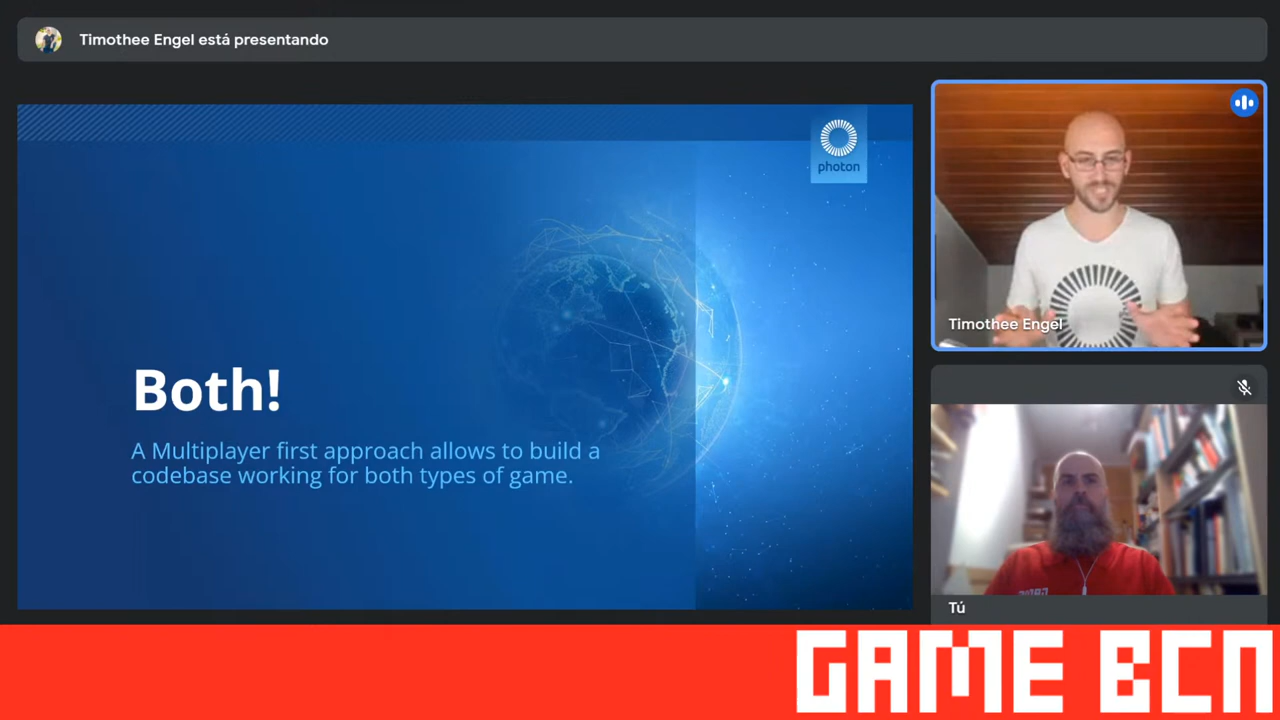 Timothee Engel está presentando
photon
Both!
A Multiplayer first approach allows to build a
codebase working for both types of game.
Timothee Engel
Tú
GAME BCN